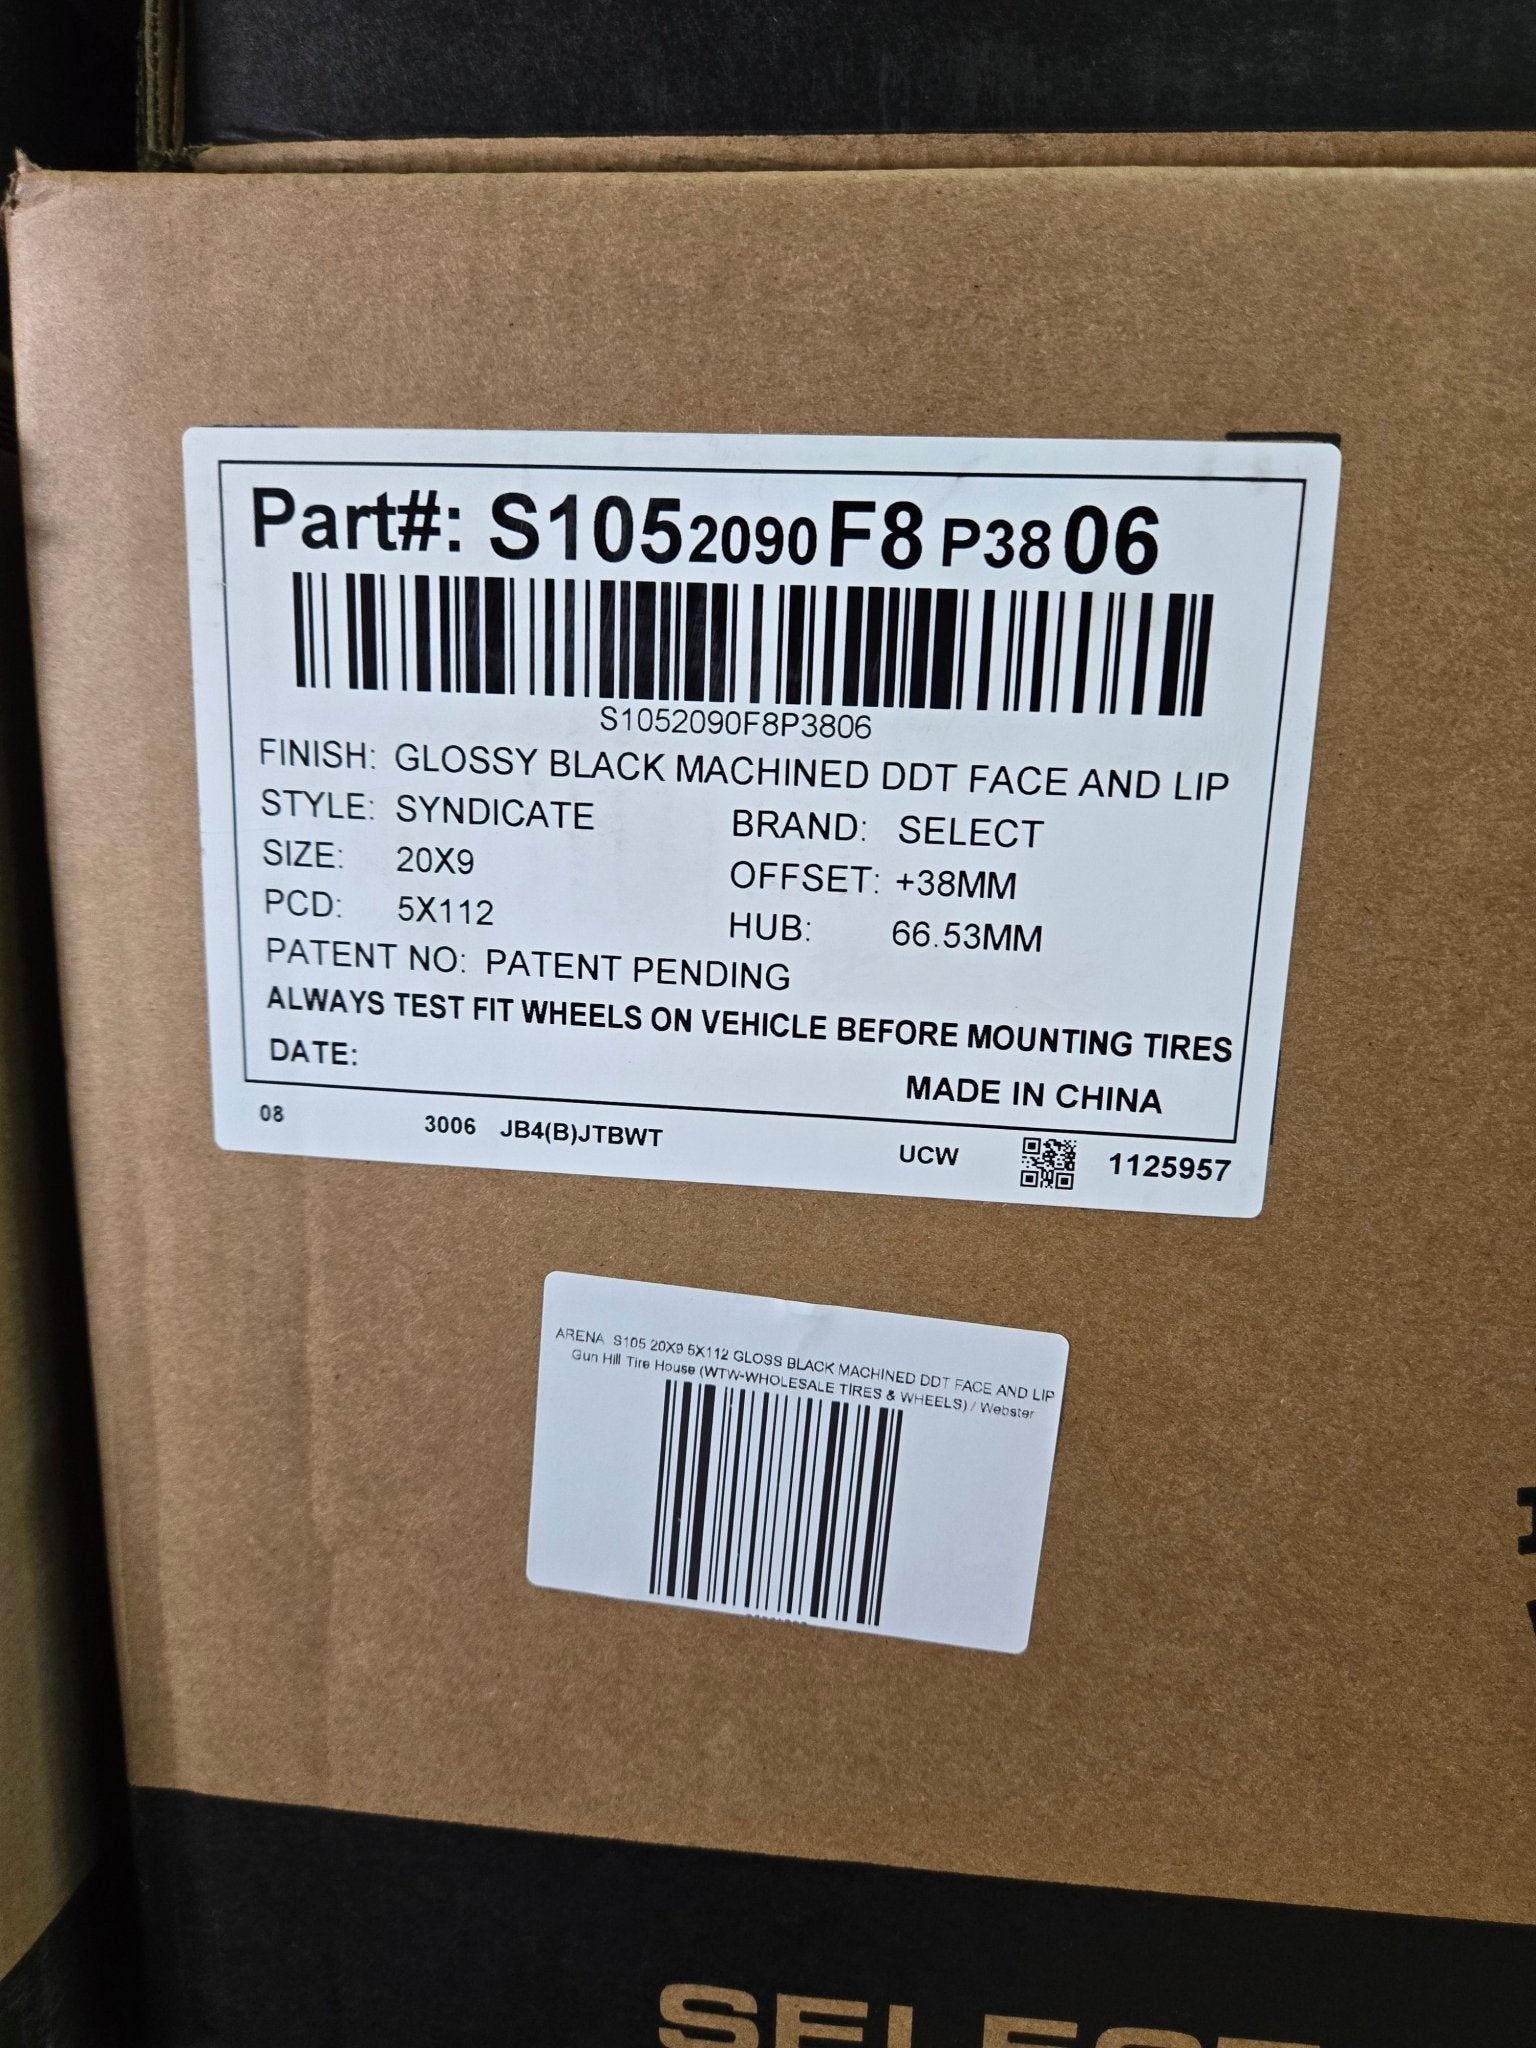 Part#: S1052090F8P3806
S1052090F8P3806
FINISH: GLOSSY BLACK MACHINED DDT FACE AND LIP
STYLE: SYNDICATE BRAND: SELECT
SIZE: 20X9 OFFSET: +38MM
PCD: 5X112 HUB: 66.53MM
PATENT NO: PATENT PENDING
ALWAYS TEST FIT WHEELS ON VEHICLE BEFORE MOUNTING TIRES
DATE:
MADE IN CHINA
08 3006 JB4(B)JTBWT UCW 1125957
ARENA S105 20X9 5X112 GLOSS BLACK MACHINED DDT FACE AND LIP
Gun Hill Tire House (WTW-WHOLESALE TIRES & WHEELS) / Webster
SELECT